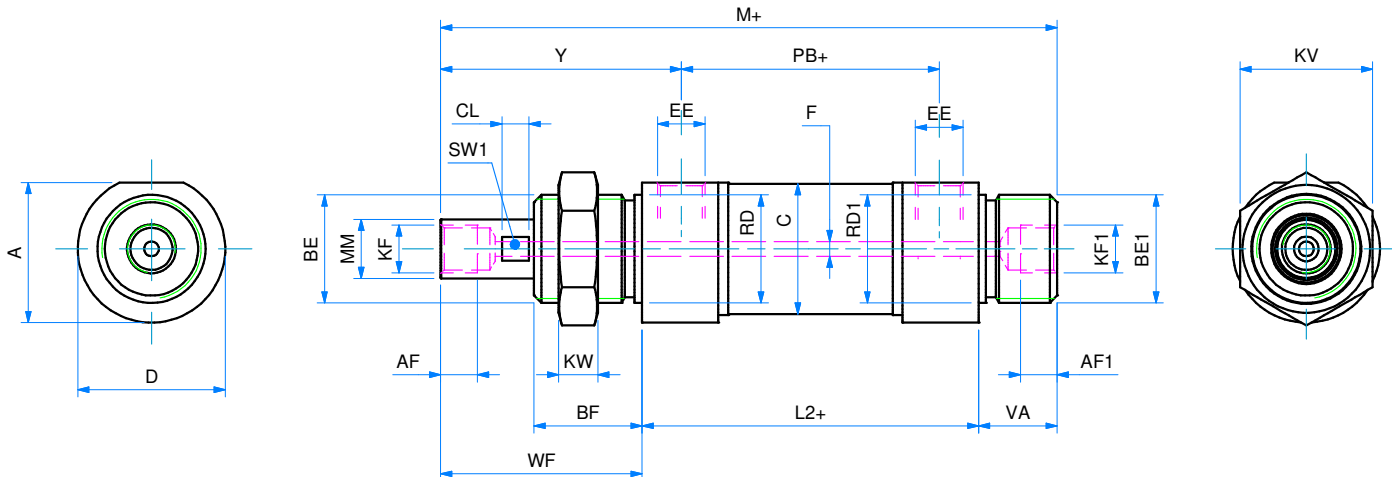 M+
Y
PB+
KV
CL
EE
F
EE
SW1
A
BE
MM
KF
RD
C
RD1
KF1
BE1
AF
KW
AF1
D
BF
L2+
VA
WF